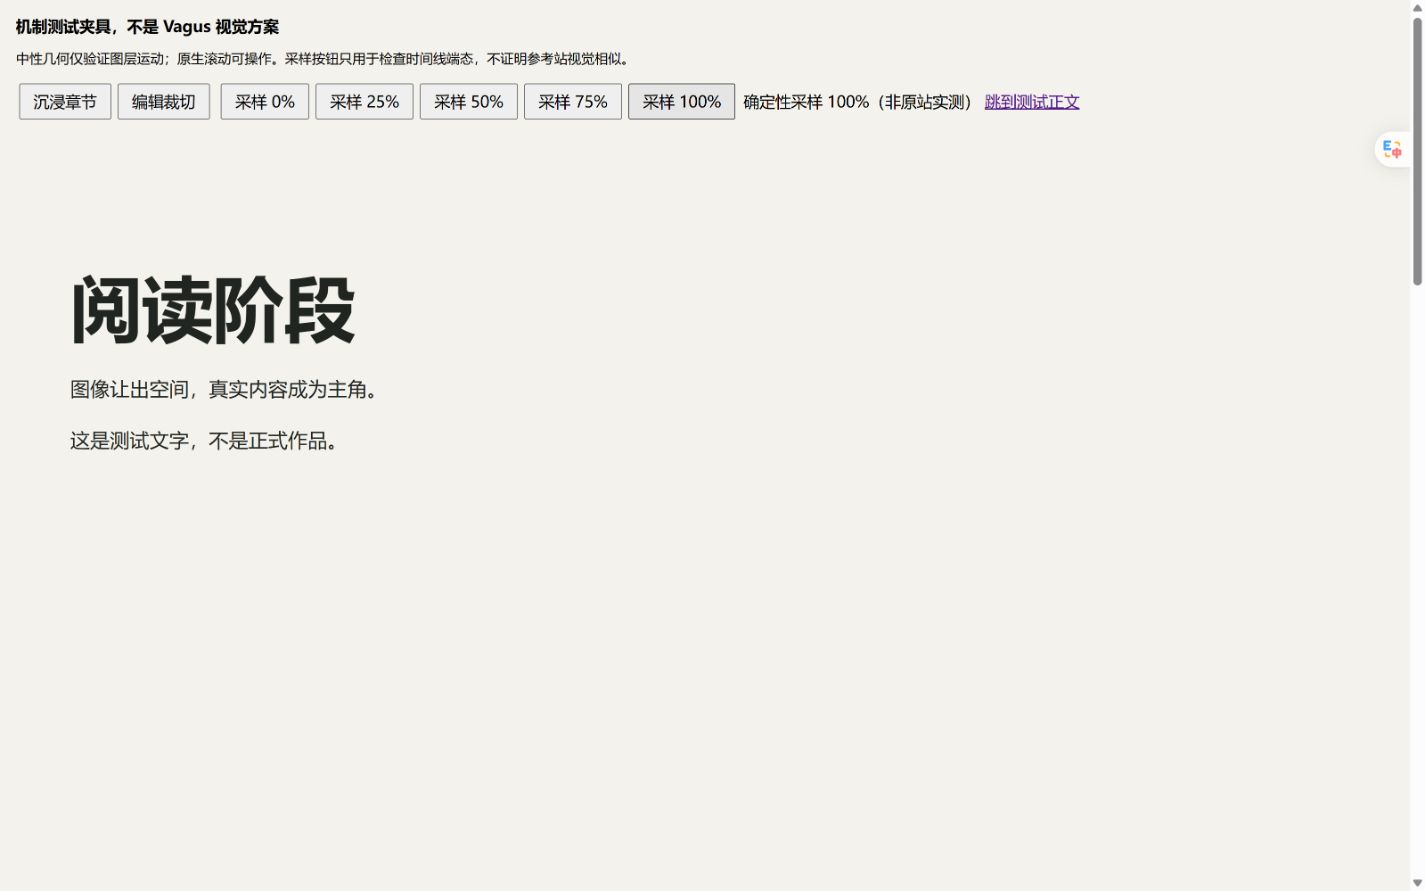 机制测试夹具，不是 Vagus 视觉方案
中性几何仅验证图层运动；原生滚动可操作。采样按钮只用于检查时间线端态，不证明参考站视觉相似。
沉浸章节 编辑裁切 采样 0% 采样 25% 采样 50% 采样 75% 采样 100% 确定性采样 100%（非原站实测） 跳到测试正文
E中
阅读阶段
图像让出空间，真实内容成为主角。
这是测试文字，不是正式作品。